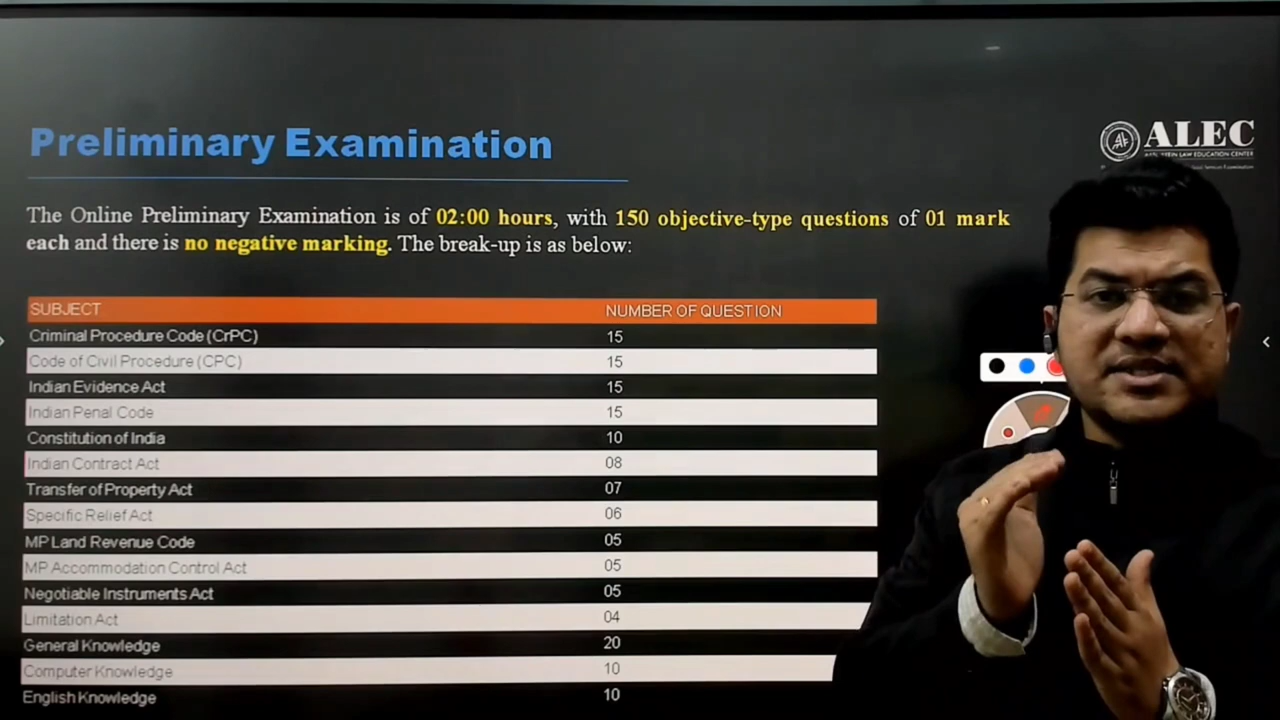 Preliminary Examination
ALEC
LAW EDUCATION CENTER
The Online Preliminary Examination is of 02:00 hours, with 150 objective-type questions of 01 mark
each and there is no negative marking. The break-up is as below:
SUBJECT NUMBER OF QUESTION
Criminal Procedure Code (CrPC) 15
Code of Civil Procedure (CPC) 15
Indian Evidence Act 15
Indian Penal Code 15
Constitution of India 10
Indian Contract Act 08
Transfer of Property Act 07
Specific Relief Act 06
MP Land Revenue Code 05
MP Accommodation Control Act 05
Negotiable Instruments Act 05
Limitation Act 04
General Knowledge 20
Computer Knowledge 10
English Knowledge 10